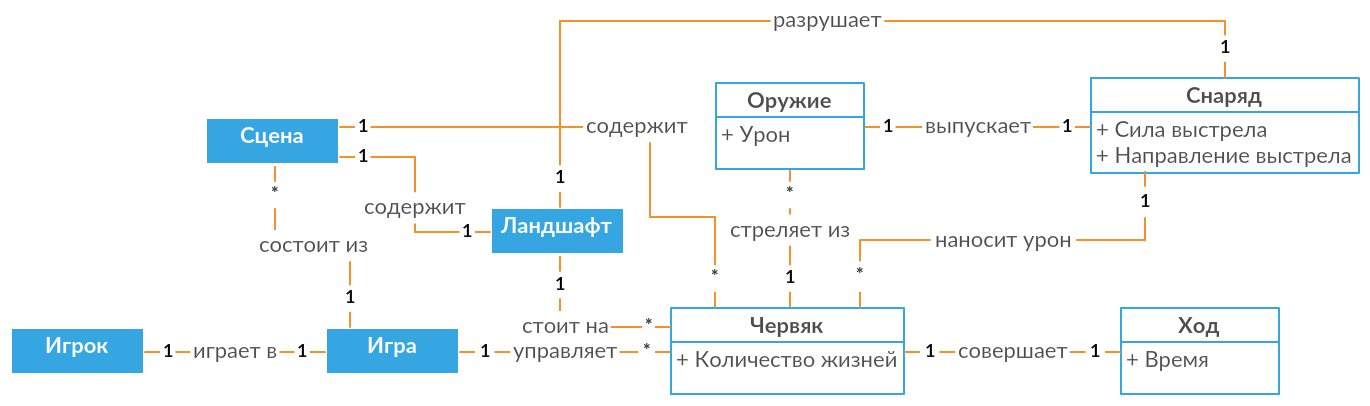 разрушает
1
Оружие
+ Урон
Снаряд
+ Сила выстрела
+ Направление выстрела
Сцена
1
содержит
1
выпускает
1
1
1
*
содержит
1
Ландшафт
1
*
стреляет из
1
1
наносит урон
*
*
состоит из
1
1
стоит на
*
Червяк
+ Количество жизней
Ход
+ Время
Игрок
1
играет в
1
Игра
1
управляет
*
1
совершает
1